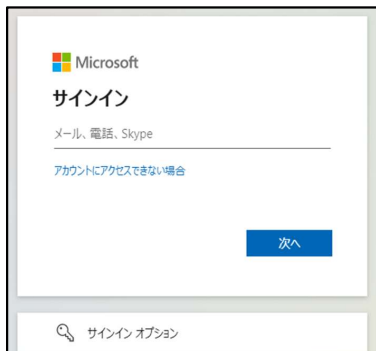 Microsoft
サインイン
メール、電話、Skype
アカウントにアクセスできない場合
次へ
サインイン オプション